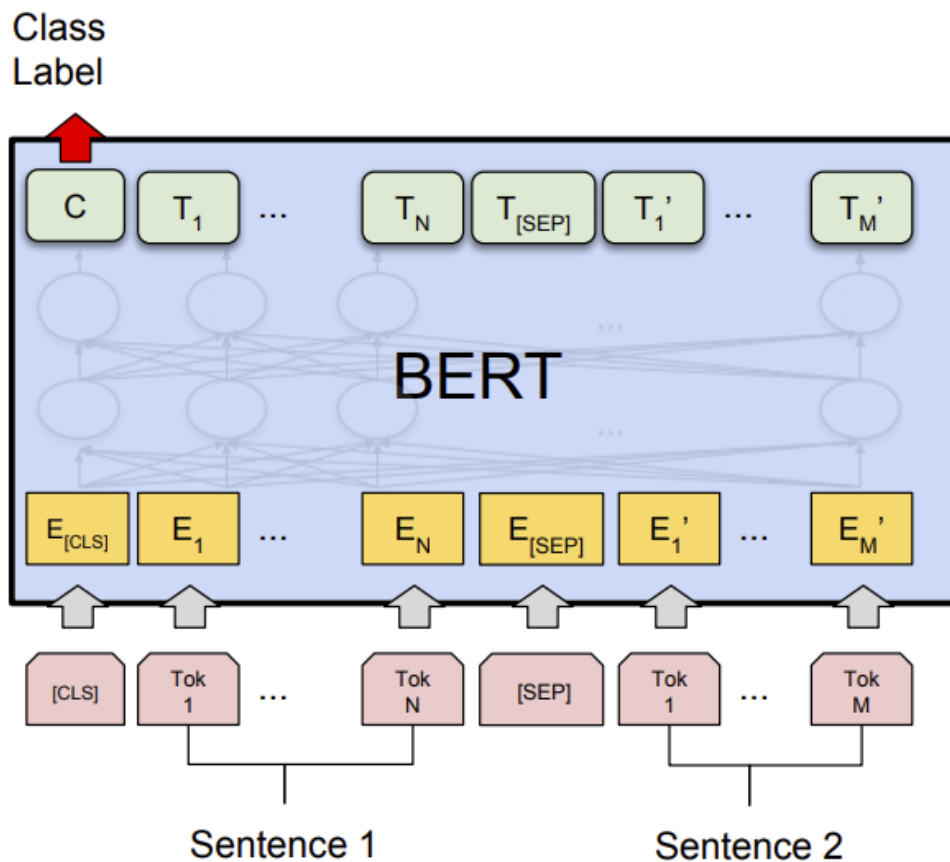 Class
Label
C T1 ... TN T[SEP] T1’ ... TM’
...
BERT
...
E[CLS] E1 ... EN E[SEP] E1’ ... EM’
[CLS] Tok 1 ... Tok N [SEP] Tok 1 ... Tok M
Sentence 1 Sentence 2